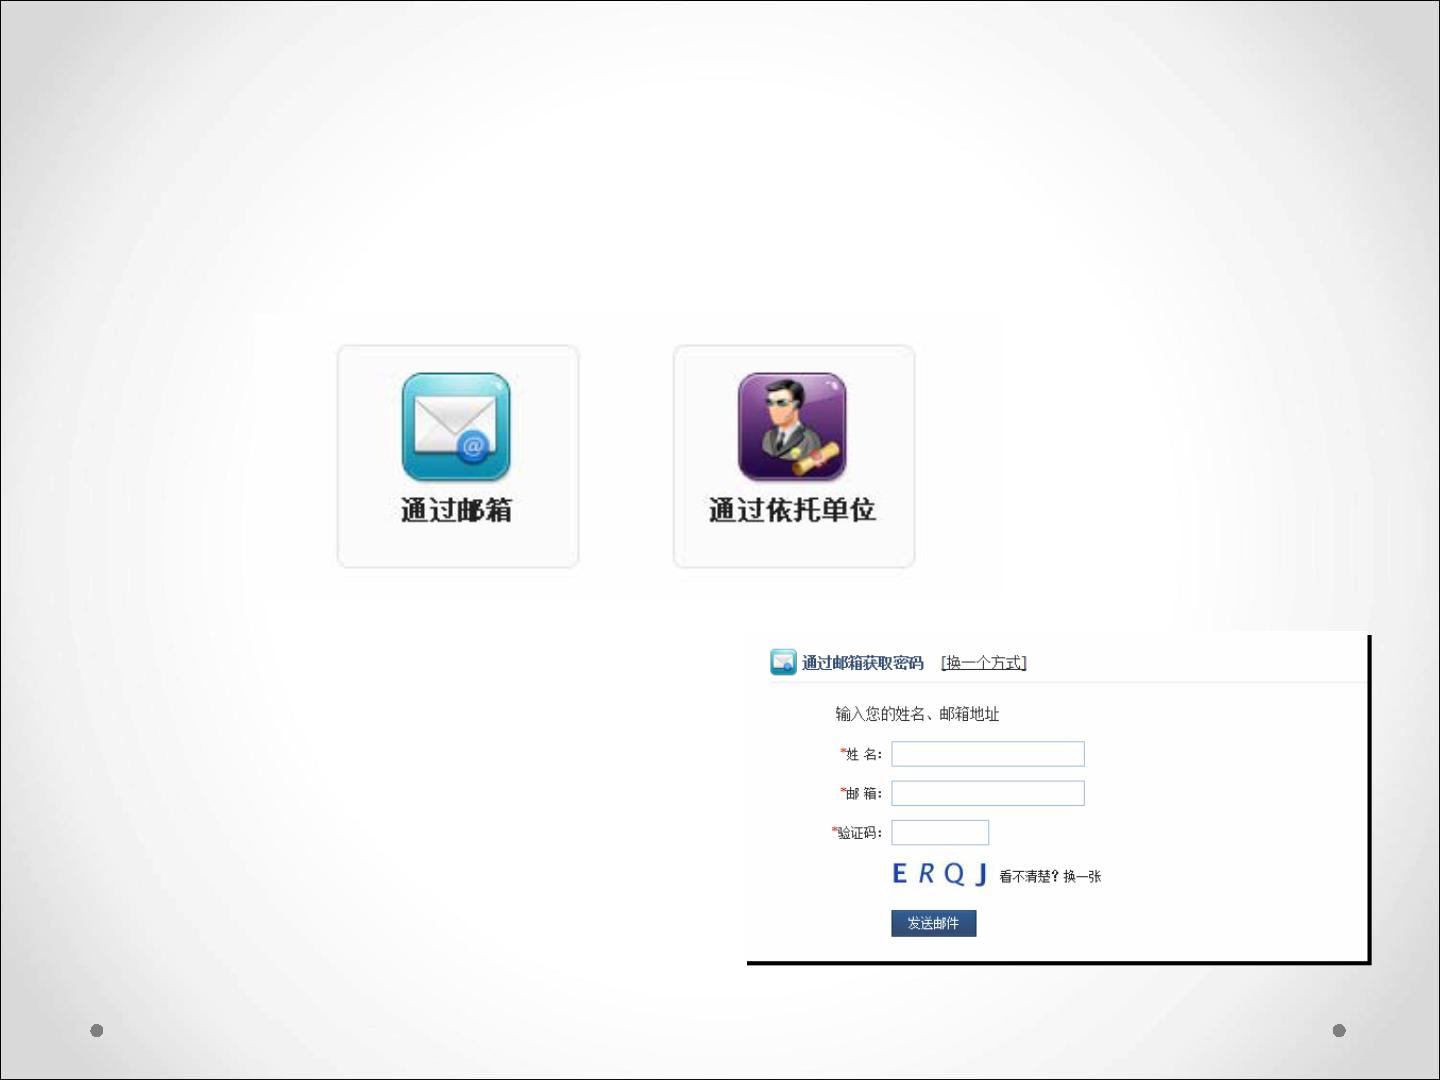 @
通过邮箱
通过依托单位
通过邮箱获取密码 [换一个方式]
输入您的姓名、邮箱地址
*姓 名:
*邮 箱:
*验证码:
E R Q J 看不清楚?换一张
发送邮件